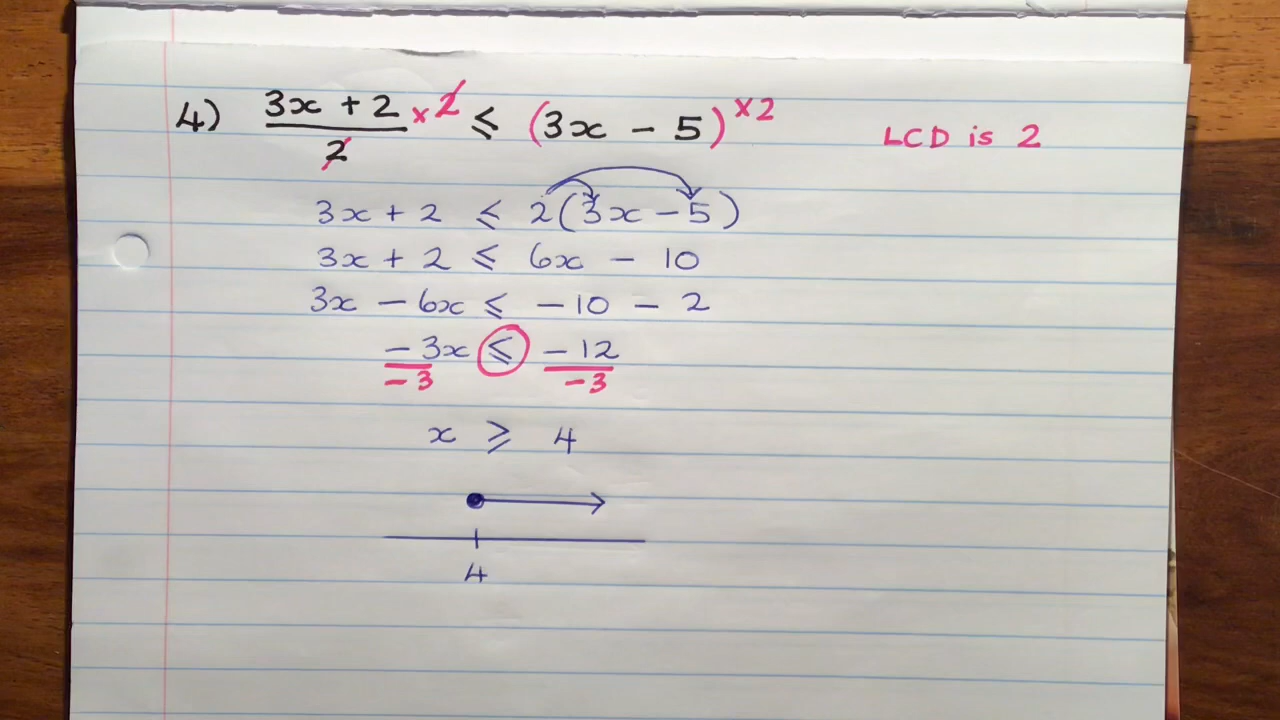 4) 3x + 2 × 2 ≤ (3x - 5) × 2 LCD is 2
2
3x + 2 ≤ 2(3x - 5)
3x + 2 ≤ 6x - 10
3x - 6x ≤ -10 - 2
-3x ≤ -12
-3 -3
x ≥ 4
4